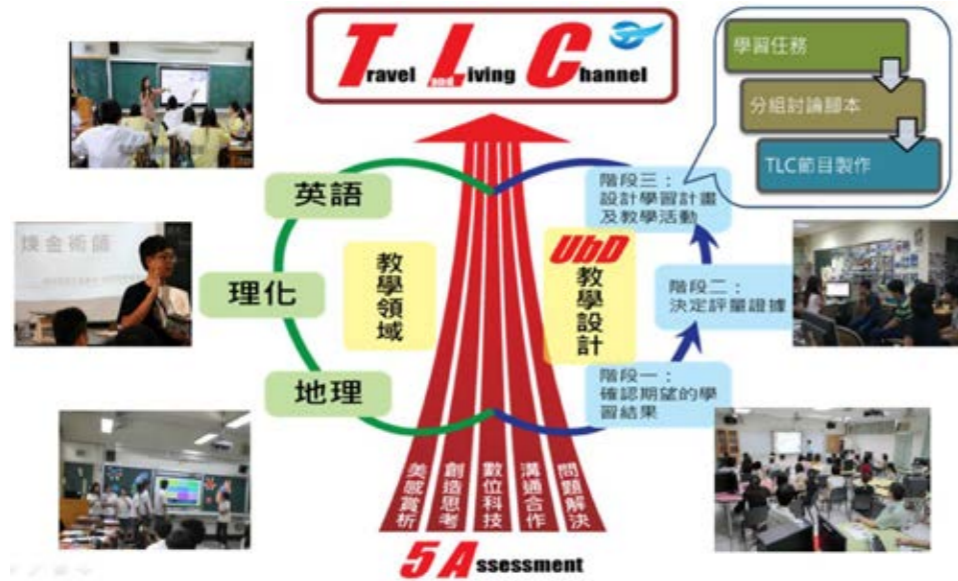 Travel and Living Channel
學習任務
分組討論腳本
TLC節目製作
英語
理化
地理
教學領域
UbD
教學設計
階段三：
設計學習計畫
及教學活動
階段二：
決定評量證據
階段一：
確認期望的學
習結果
煉金術師
美感賞析
創造思考
數位科技
溝通合作
問題解決
5 Assessment